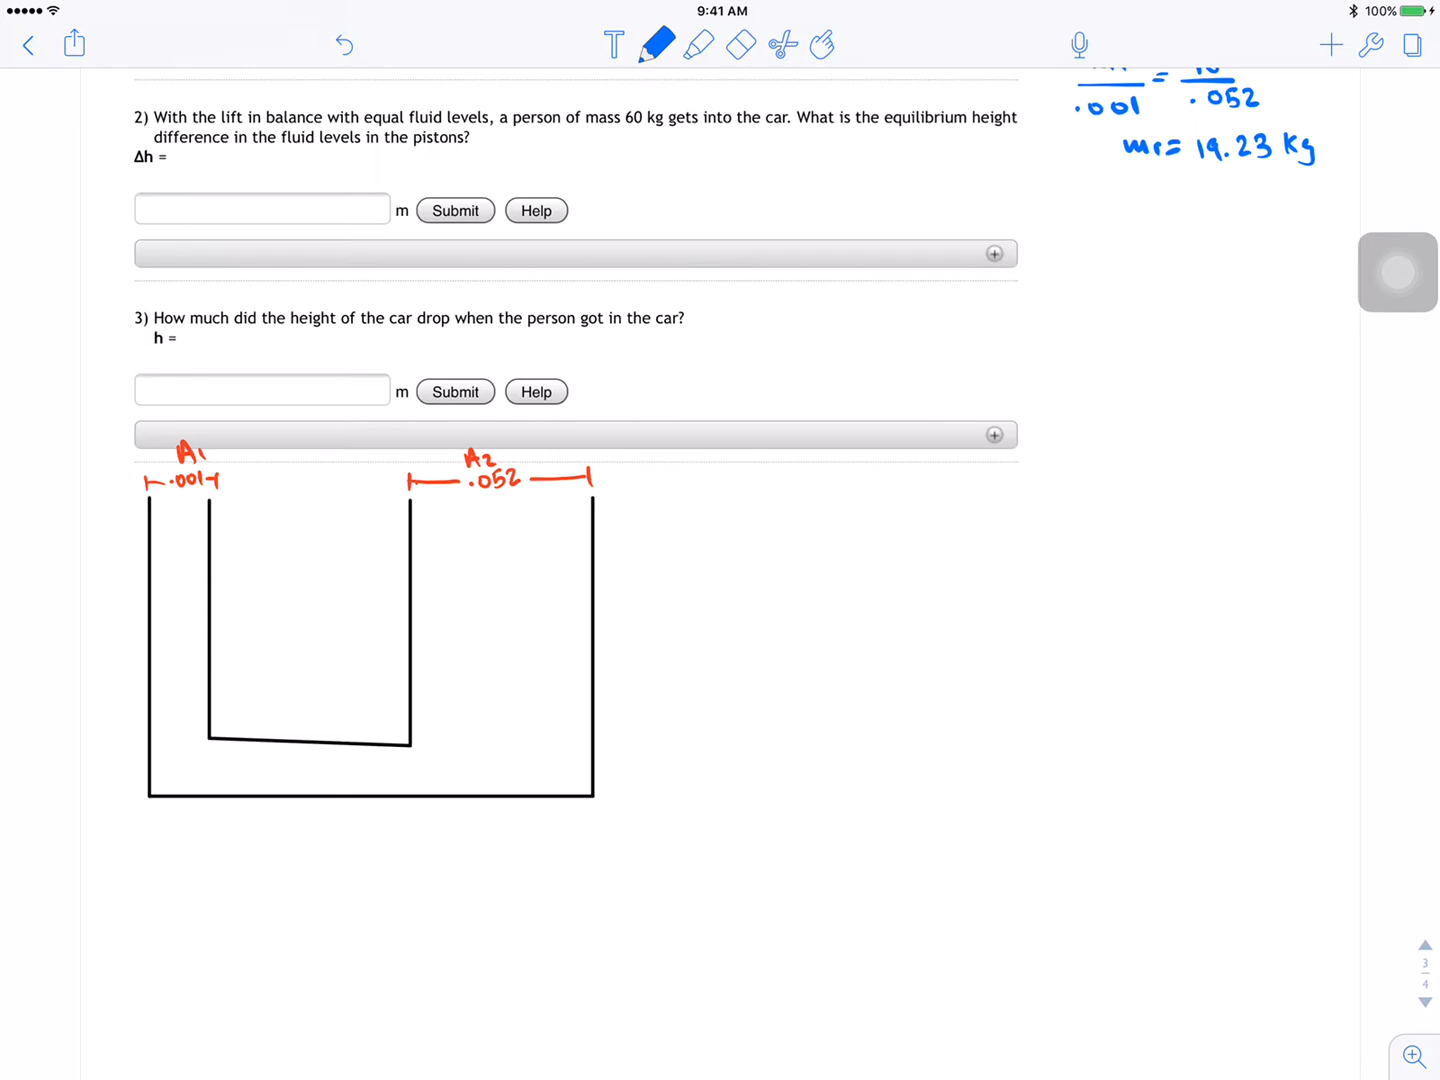 9:41 AM
100%
.001 = .052
m1 = 19.23 kg
2) With the lift in balance with equal fluid levels, a person of mass 60 kg gets into the car. What is the equilibrium height
difference in the fluid levels in the pistons?
Δh =
m Submit Help
3) How much did the height of the car drop when the person got in the car?
h =
m Submit Help
A1
.001
A2
.052
3
4